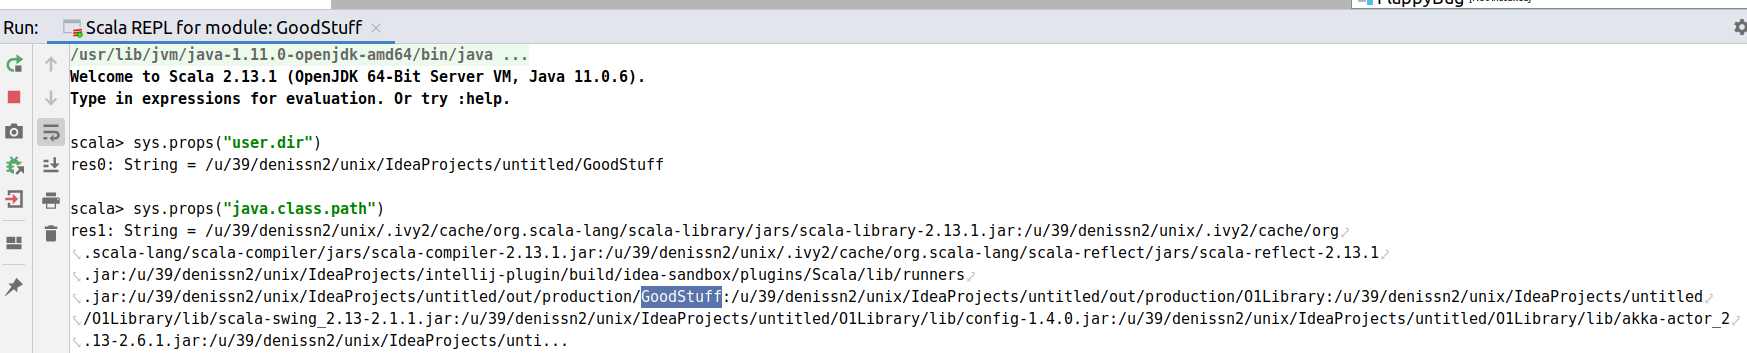 FlappyBug
Run: Scala REPL for module: GoodStuff ×
/usr/lib/jvm/java-1.11.0-openjdk-amd64/bin/java ...
Welcome to Scala 2.13.1 (OpenJDK 64-Bit Server VM, Java 11.0.6).
Type in expressions for evaluation. Or try :help.
scala> sys.props("user.dir")
res0: String = /u/39/denissn2/unix/IdeaProjects/untitled/GoodStuff
scala> sys.props("java.class.path")
res1: String = /u/39/denissn2/unix/.ivy2/cache/org.scala-lang/scala-library/jars/scala-library-2.13.1.jar:/u/39/denissn2/unix/.ivy2/cache/org
.scala-lang/scala-compiler/jars/scala-compiler-2.13.1.jar:/u/39/denissn2/unix/.ivy2/cache/org.scala-lang/scala-reflect/jars/scala-reflect-2.13.1
.jar:/u/39/denissn2/unix/IdeaProjects/intellij-plugin/build/idea-sandbox/plugins/Scala/lib/runners
.jar:/u/39/denissn2/unix/IdeaProjects/untitled/out/production/GoodStuff:/u/39/denissn2/unix/IdeaProjects/untitled/out/production/O1Library:/u/39/denissn2/unix/IdeaProjects/untitled
/O1Library/lib/scala-swing_2.13-2.1.1.jar:/u/39/denissn2/unix/IdeaProjects/untitled/O1Library/lib/config-1.4.0.jar:/u/39/denissn2/unix/IdeaProjects/untitled/O1Library/lib/akka-actor_2
.13-2.6.1.jar:/u/39/denissn2/unix/IdeaProjects/unti...